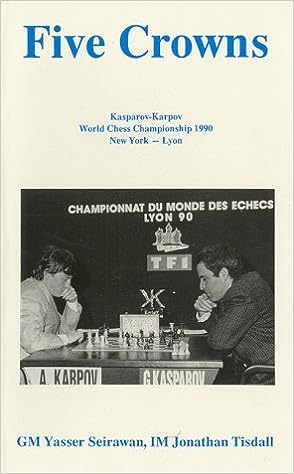 Five Crowns
Kasparov-Karpov
World Chess Championship 1990
New York — Lyon
CHAMPIONNAT DU MONDE DES ECHECS
LYON 90
TF1
A. KARPOV
G. KASPAROV
GM Yasser Seirawan, IM Jonathan Tisdall